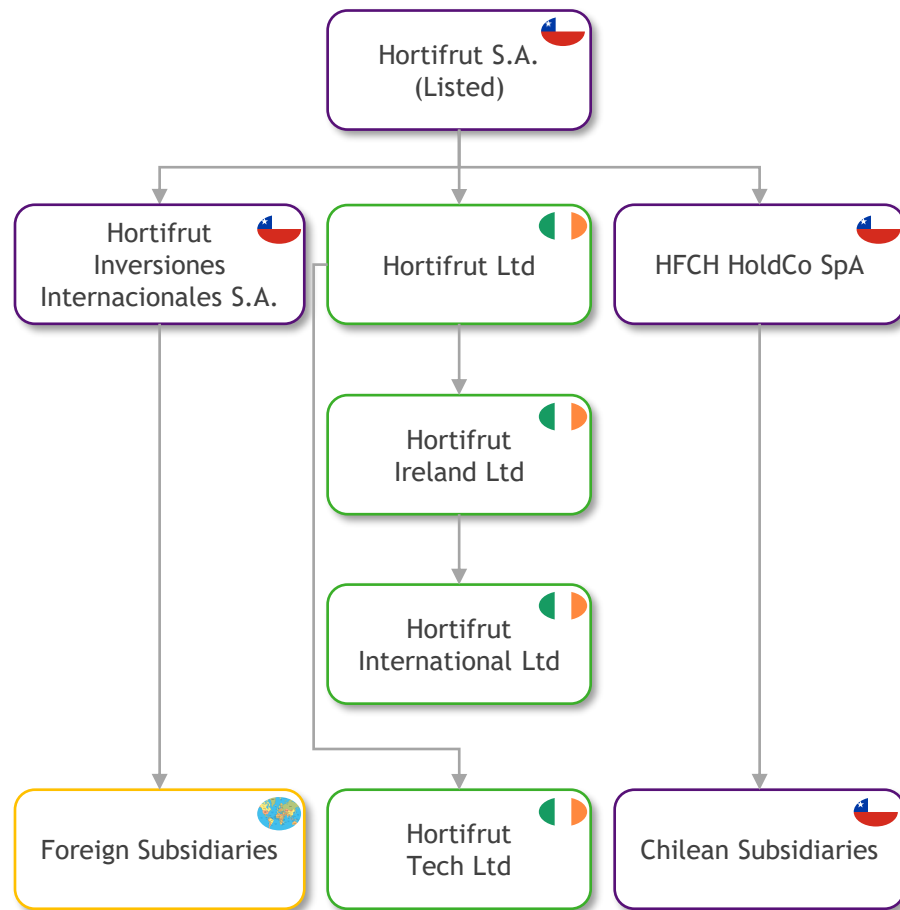 Hortifrut S.A.
(Listed)
Hortifrut
Inversiones
Internacionales S.A.
Hortifrut Ltd
HFCH HoldCo SpA
Hortifrut
Ireland Ltd
Hortifrut
International Ltd
Foreign Subsidiaries
Hortifrut
Tech Ltd
Chilean Subsidiaries